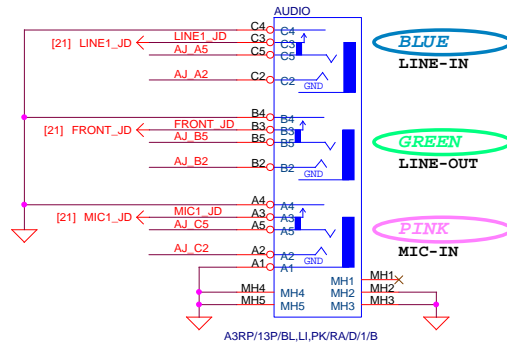 AUDIO
C4 C4
[21] LINE1_JD LINE1_JD C3 C3
AJ_A5 C5 C5
AJ_A2 C2 C2
GND
BLUE
LINE-IN
B4 B4
[21] FRONT_JD FRONT_JD B3 B3
AJ_B5 B5 B5
AJ_B2 B2 B2
GND
GREEN
LINE-OUT
A4 A4
[21] MIC1_JD MIC1_JD A3 A3
AJ_C5 A5 A5
AJ_C2 A2 A2
GND
A1 A1
PINK
MIC-IN
MH1 MH1
MH4 MH4 MH2 MH2
MH5 MH5 MH3 MH3
A3RP/13P/BL,LI,PK/RA/D/1/B